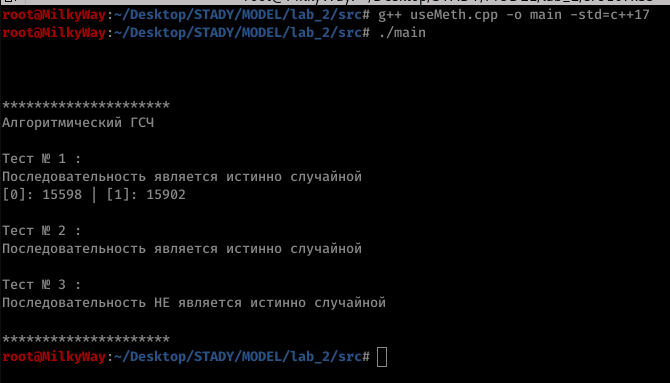 root@MilkyWay:~/Desktop/STADY/MODEL/lab_2/src# g++ useMeth.cpp -o main -std=c++17
root@MilkyWay:~/Desktop/STADY/MODEL/lab_2/src# ./main
*********************
Алгоритмический ГСЧ
Тест № 1 :
Последовательность является истинно случайной
[0]: 15598 | [1]: 15902
Тест № 2 :
Последовательность является истинно случайной
Тест № 3 :
Последовательность НЕ является истинно случайной
*********************
root@MilkyWay:~/Desktop/STADY/MODEL/lab_2/src#